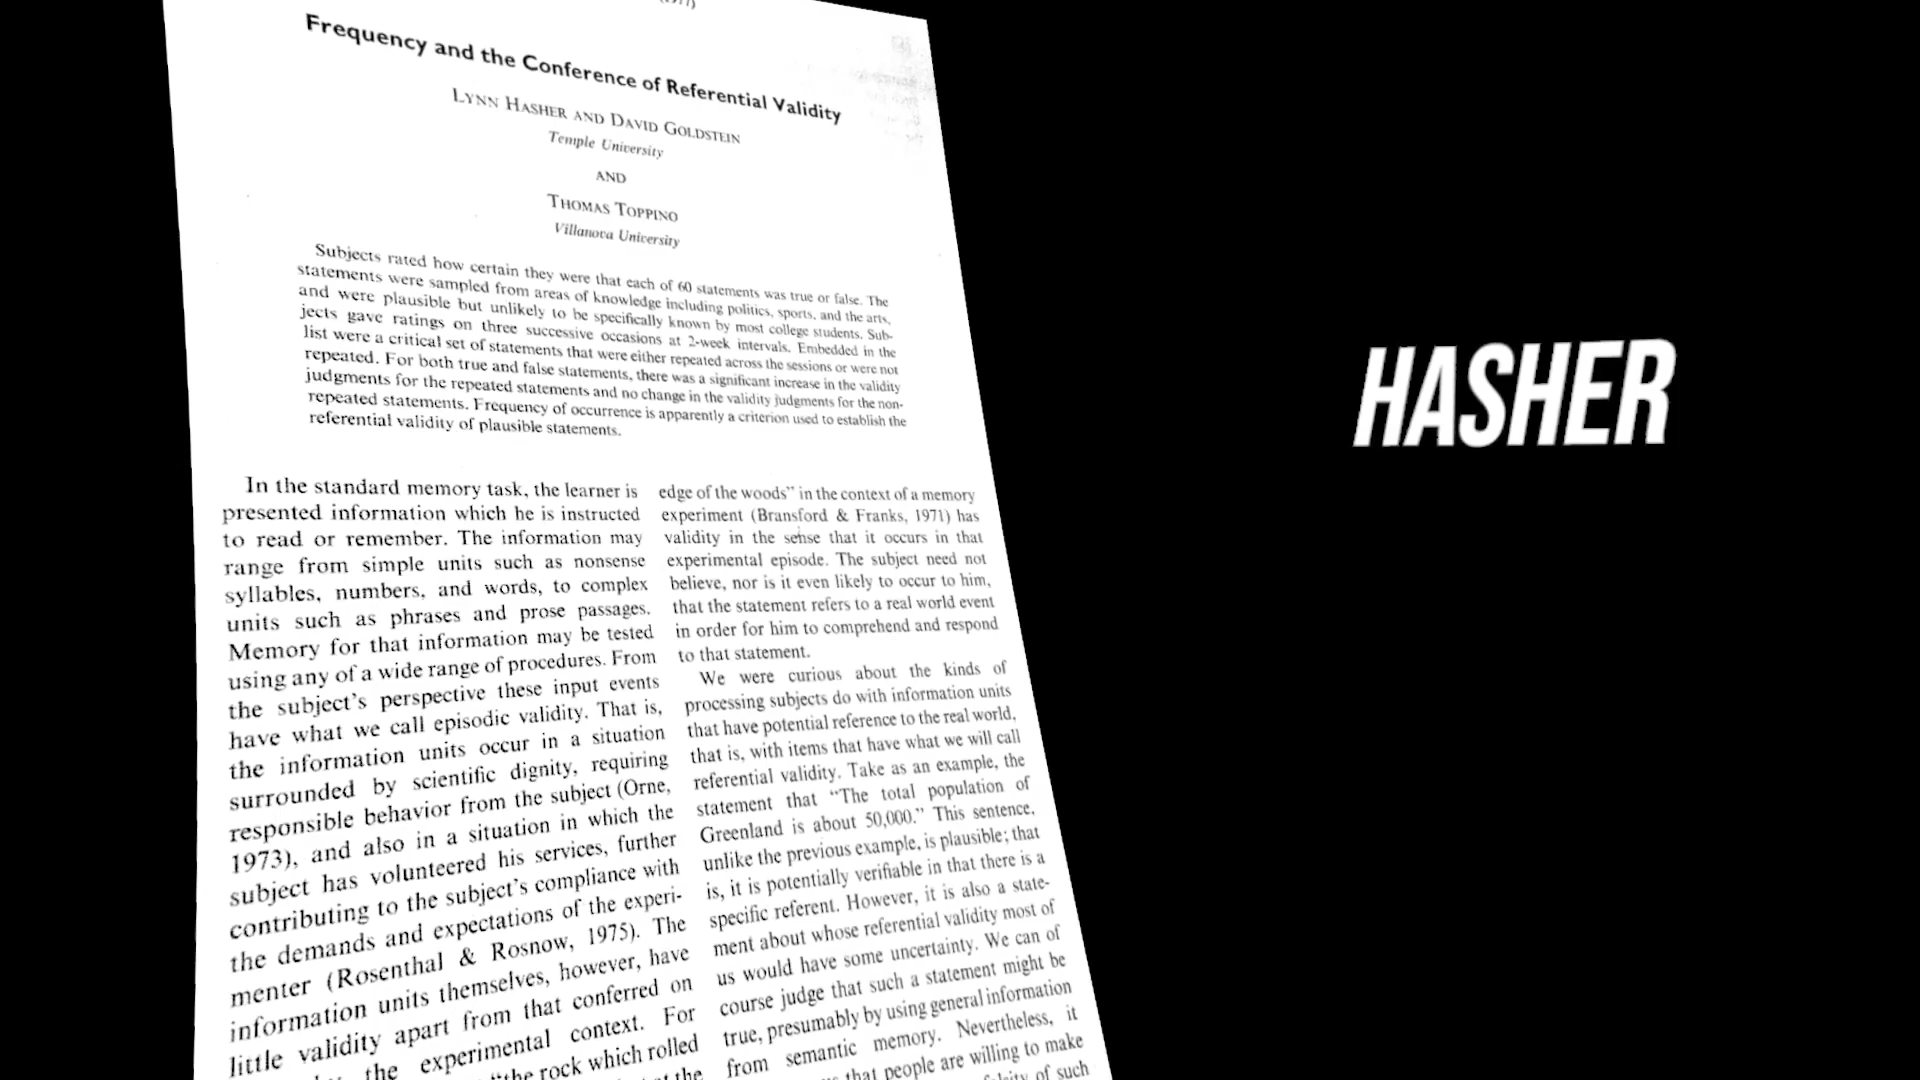 Frequency and the Conference of Referential Validity
LYNN HASHER AND DAVID GOLDSTEIN
Temple University
AND
THOMAS TOPPINO
Villanova University
Subjects rated how certain they were that each of 60 statements was true or false. The
statements were sampled from areas of knowledge including politics, sports, and the arts,
and were plausible but unlikely to be specifically known by most college students. Sub-
jects gave ratings on three successive occasions at 2-week intervals. Embedded in the
list were a critical set of statements that were either repeated across the sessions or were not
repeated. For both true and false statements, there was a significant increase in the validity
judgments for the repeated statements and no change in the validity judgments for the non-
repeated statements. Frequency of occurrence is apparently a criterion used to establish the
referential validity of plausible statements.
In the standard memory task, the learner is
presented information which he is instructed
to read or remember. The information may
range from simple units such as nonsense
syllables, numbers, and words, to complex
units such as phrases and prose passages.
Memory for that information may be tested
using any of a wide range of procedures. From
the subject's perspective these input events
have what we call episodic validity. That is,
the information units occur in a situation
surrounded by scientific dignity, requiring
responsible behavior from the subject (Orne,
1973), and also in a situation in which the
subject has volunteered his services, further
contributing to the subject's compliance with
the demands and expectations of the experi-
menter (Rosenthal & Rosnow, 1975). The
information units themselves, however, have
little validity apart from that conferred on
the experimental context. For
"the rock which rolled
the
edge of the woods" in the context of a memory
experiment (Bransford & Franks, 1971) has
validity in the sense that it occurs in that
experimental episode. The subject need not
believe, nor is it even likely to occur to him,
that the statement refers to a real world event
in order for him to comprehend and respond
to that statement.
We were curious about the kinds of
processing subjects do with information units
that have potential reference to the real world,
that is, with items that have what we will call
referential validity. Take as an example, the
statement that "The total population of
Greenland is about 50,000." This sentence,
unlike the previous example, is plausible; that
is, it is potentially verifiable in that there is a
specific referent. However, it is also a state-
ment about whose referential validity most of
us would have some uncertainty. We can of
course judge that such a statement might be
true, presumably by using general information
from semantic memory. Nevertheless, it
that people are willing to make
of such
HASHER